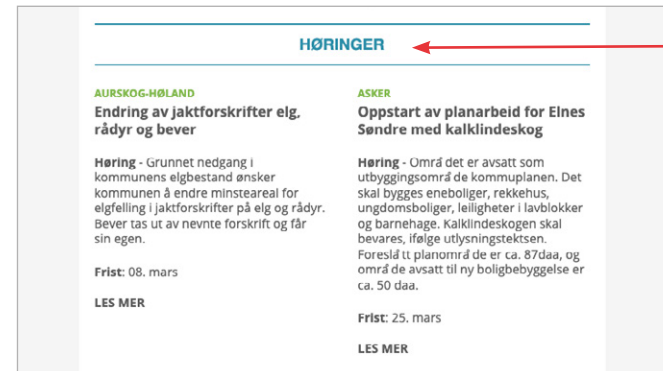 HØRINGER
AURSKOG-HØLAND
Endring av jaktforskrifter elg,
rådyr og bever
Høring - Grunnet nedgang i
kommunens elgbestand ønsker
kommunen å endre minsteareal for
elgfelling i jaktforskrifter på elg og rådyr.
Bever tas ut av nevnte forskrift og får
sin egen.
Frist: 08. mars
LES MER
ASKER
Oppstart av planarbeid for Elnes
Søndre med kalklindeskog
Høring - Området er avsatt som
utbyggingsområde kommuplanen. Det
skal bygges eneboliger, rekkehus,
ungdomsboliger, leiligheter i lavblokker
og barnehage. Kalklindeskogen skal
bevares, ifølge utlysningstektsen.
Foreslått planområde er ca. 87daa, og
område avsatt til ny boligbebyggelse er
ca. 50 daa.
Frist: 25. mars
LES MER